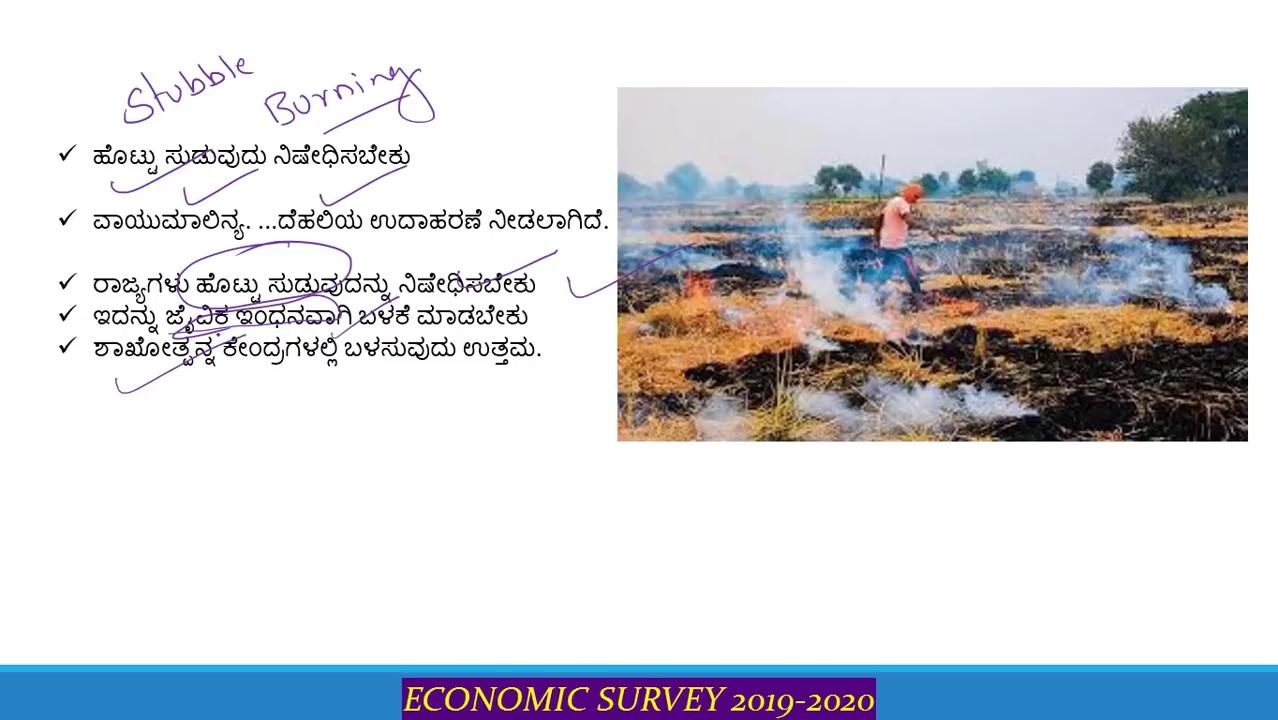 Stubble Burning
ಹೊಟ್ಟು ಸುಡುವುದು ನಿಷೇಧಿಸಬೇಕು
ವಾಯುಮಾಲಿನ್ಯ. ...ದೆಹಲಿಯ ಉದಾಹರಣೆ ನೀಡಲಾಗಿದೆ.
ರಾಜ್ಯಗಳು ಹೊಟ್ಟು ಸುಡುವುದನ್ನು ನಿಷೇಧಿಸಬೇಕು
ಇದನ್ನು ಜೈವಿಕ ಇಂಧನವಾಗಿ ಬಳಕೆ ಮಾಡಬೇಕು
ಶಾಖೋತ್ಪನ್ನ ಕೇಂದ್ರಗಳಲ್ಲಿ ಬಳಸುವುದು ಉತ್ತಮ.
ECONOMIC SURVEY 2019-2020